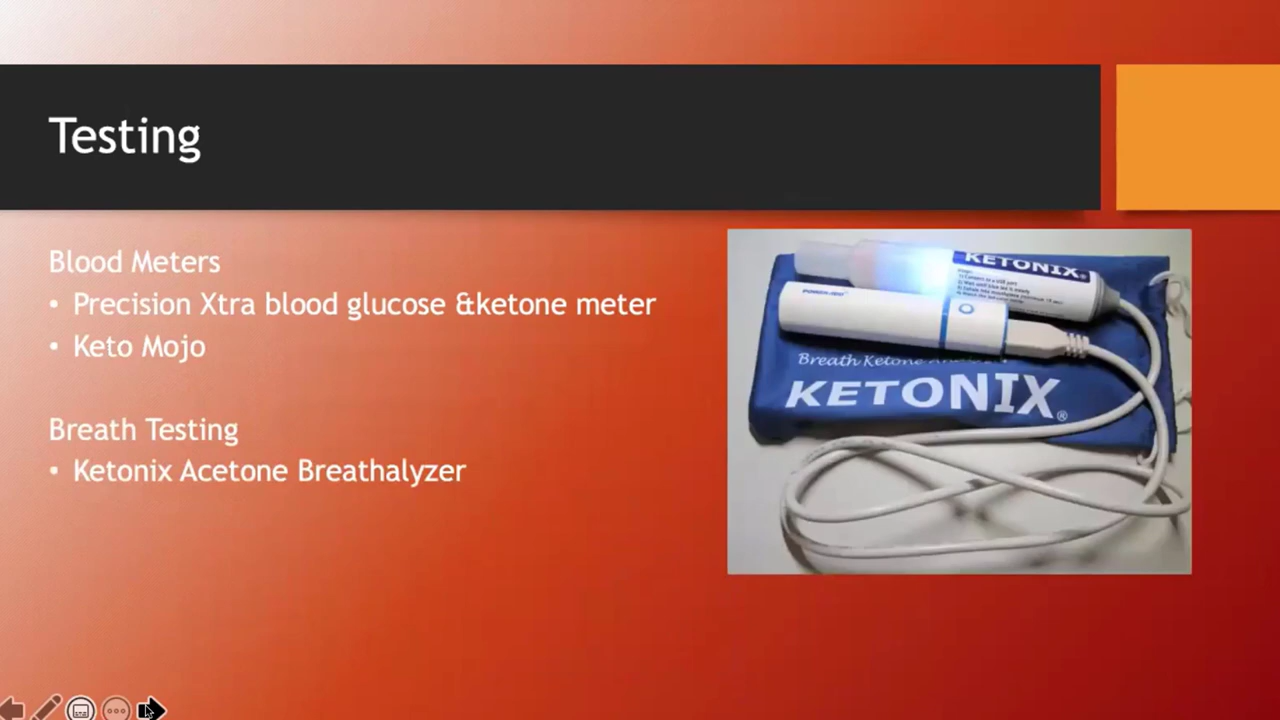 Testing
Blood Meters
• Precision Xtra blood glucose &ketone meter
• Keto Mojo
Breath Testing
• Ketonix Acetone Breathalyzer
KETONIX®
Breath Ketone
KETONIX®